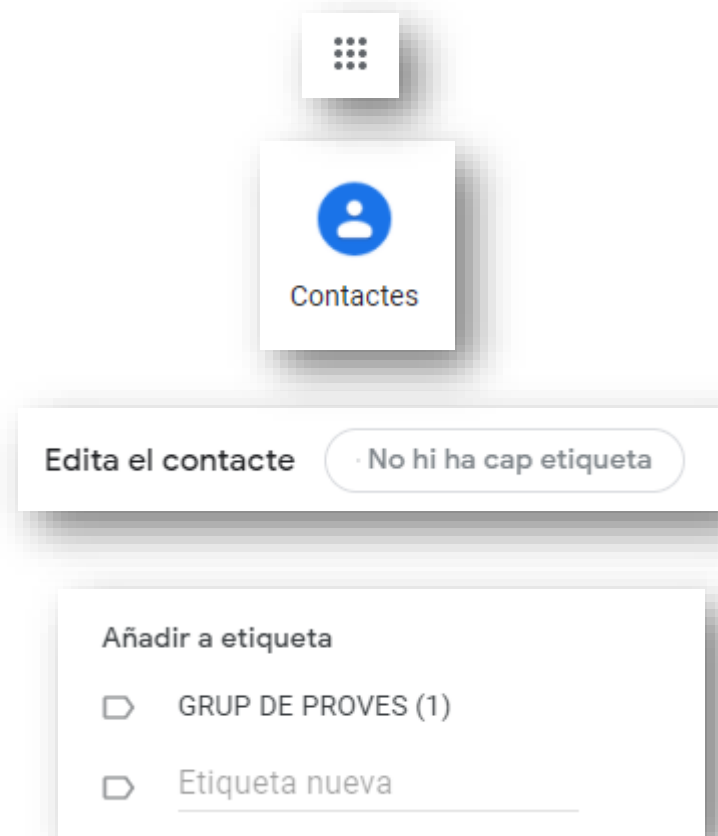 Contactes
Edita el contacte
No hi ha cap etiqueta
Añadir a etiqueta
GRUP DE PROVES (1)
Etiqueta nueva